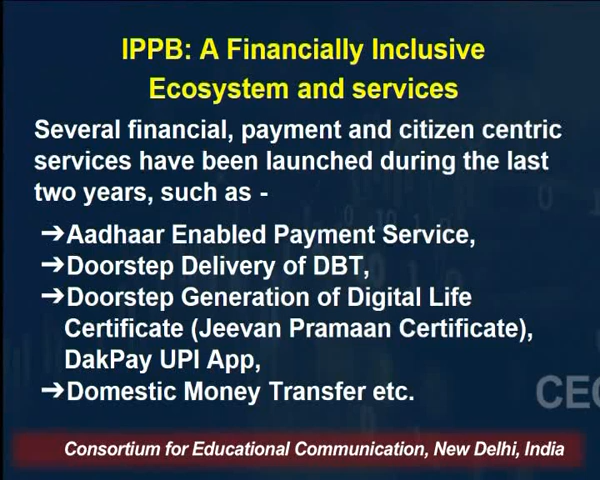 IPPB: A Financially Inclusive
Ecosystem and services
Several financial, payment and citizen centric
services have been launched during the last
two years, such as -
➔Aadhaar Enabled Payment Service,
➔Doorstep Delivery of DBT,
➔Doorstep Generation of Digital Life
Certificate (Jeevan Pramaan Certificate),
DakPay UPI App,
➔Domestic Money Transfer etc.
CEC
Consortium for Educational Communication, New Delhi, India